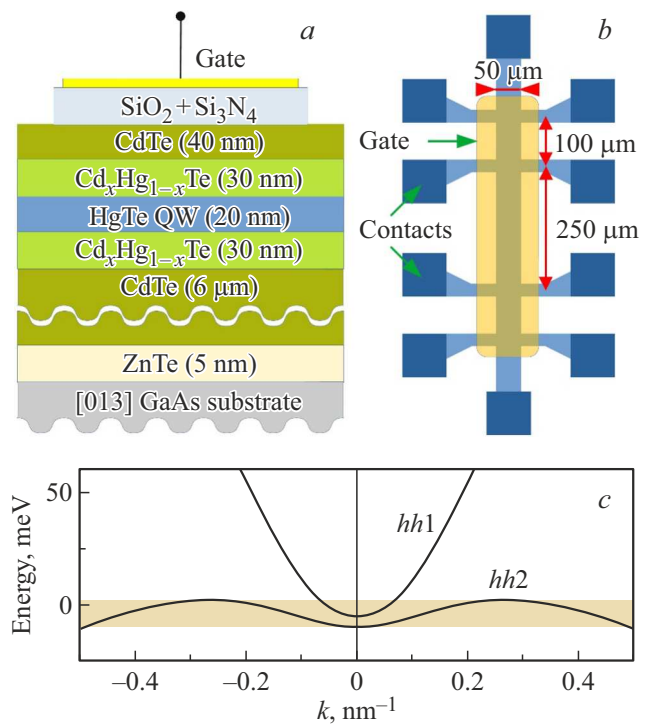 a
Gate
SiO₂ + Si₃N₄
CdTe (40 nm)
CdₓHg₁₋ₓTe (30 nm)
HgTe QW (20 nm)
CdₓHg₁₋ₓTe (30 nm)
CdTe (6 μm)
ZnTe (5 nm)
[013] GaAs substrate
b
50 μm
Gate
100 μm
Contacts
250 μm
c
Energy, meV
50
0
hh1
hh2
−0.4 −0.2 0 0.2 0.4
k, nm⁻¹